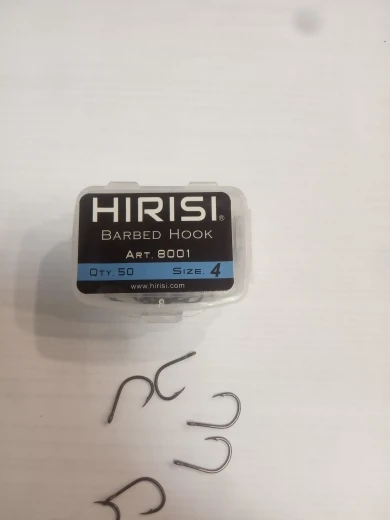 HIRISI®
BARBED HOOK
ART. 8001
QTY. 50 SIZE. 4
www.hirisi.com